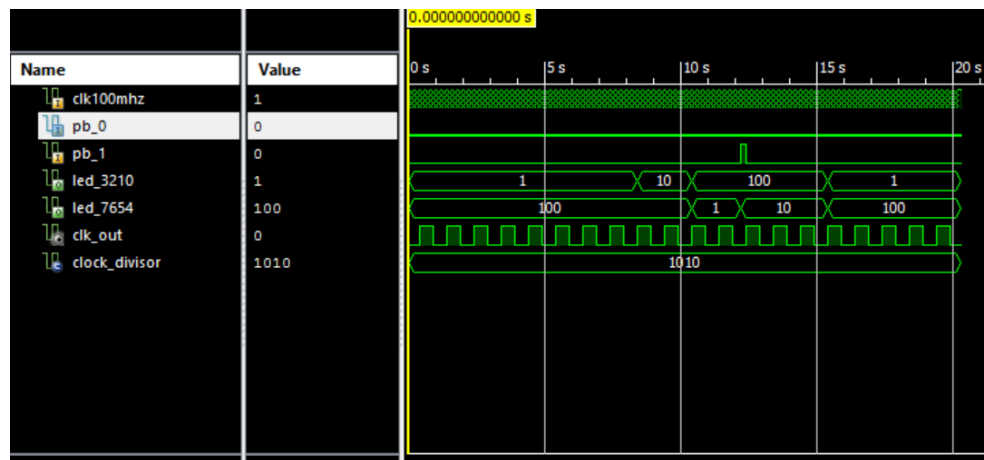 0.000000000000 s
Name Value 0 s 5 s 10 s 15 s 20 s
clk100mhz 1
pb_0 0
pb_1 0
led_3210 1 1 10 100 1
led_7654 100 100 1 10 100
clk_out 0
clock_divisor 1010 1010